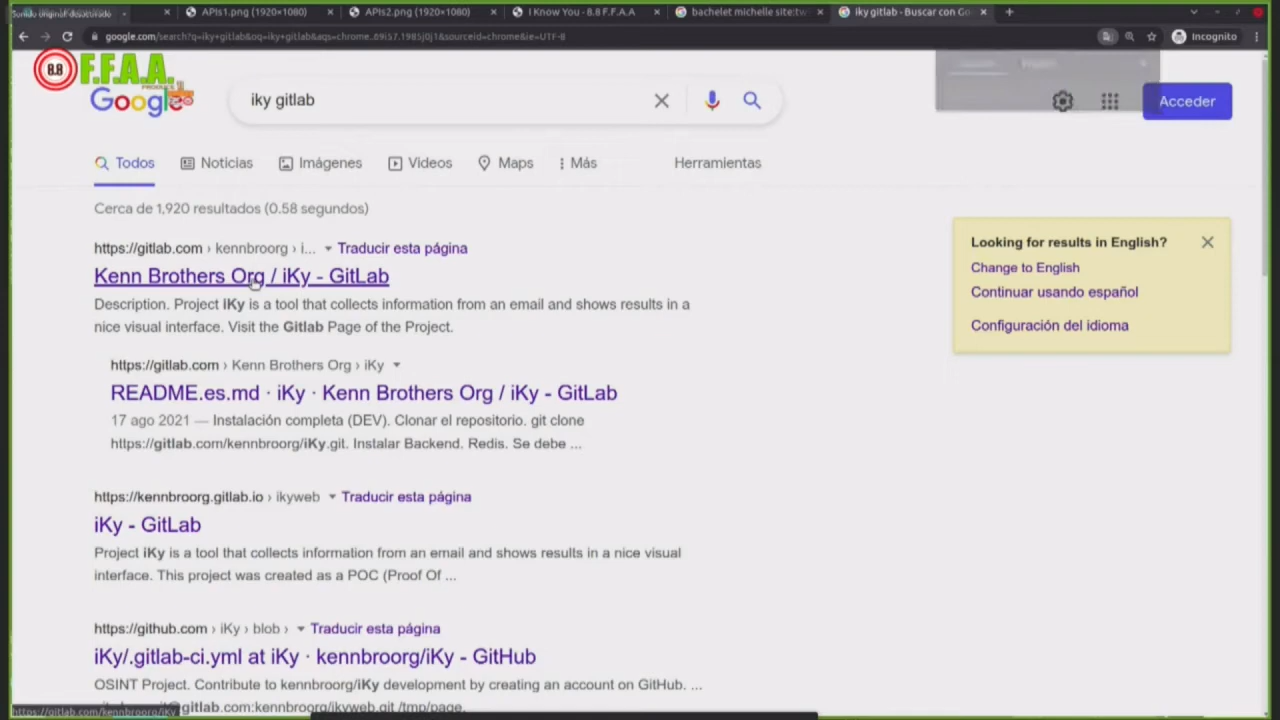 Sonido original desactivado
APIs1.png (1920×1080)
APIs2.png (1920×1080)
I Know You - 8.8 F.F.A.A
bachelet michelle site:tw
iky gitlab - Buscar con Go
google.com/search?q=iky+gitlab&oq=iky+gitlab&aqs=chrome..69i57.1985j0j1&sourceid=chrome&ie=UTF-8
Incognito
8.8 F.F.A.A.
Google
iky gitlab
Acceder
Todos
Noticias
Imágenes
Videos
Maps
Más
Herramientas
Cerca de 1,920 resultados (0.58 segundos)
https://gitlab.com › kennbroorg › i... Traducir esta página
Kenn Brothers Org / iKy - GitLab
Description. Project iKy is a tool that collects information from an email and shows results in a
nice visual interface. Visit the Gitlab Page of the Project.
https://gitlab.com › Kenn Brothers Org › iKy
README.es.md · iKy · Kenn Brothers Org / iKy - GitLab
17 ago 2021 — Instalación completa (DEV). Clonar el repositorio. git clone
https://gitlab.com/kennbroorg/iKy.git. Instalar Backend. Redis. Se debe ...
https://kennbroorg.gitlab.io › ikyweb Traducir esta página
iKy - GitLab
Project iKy is a tool that collects information from an email and shows results in a nice visual
interface. This project was created as a POC (Proof Of ...
https://github.com › iKy › blob › Traducir esta página
iKy/.gitlab-ci.yml at iKy · kennbroorg/iKy - GitHub
OSINT Project. Contribute to kennbroorg/iKy development by creating an account on GitHub. ...
gitlab.com:kennbroorg/ikyweb.git /tmp/page.
https://gitlab.com/kennbroorg/iKy
Looking for results in English?
Change to English
Continuar usando español
Configuración del idioma